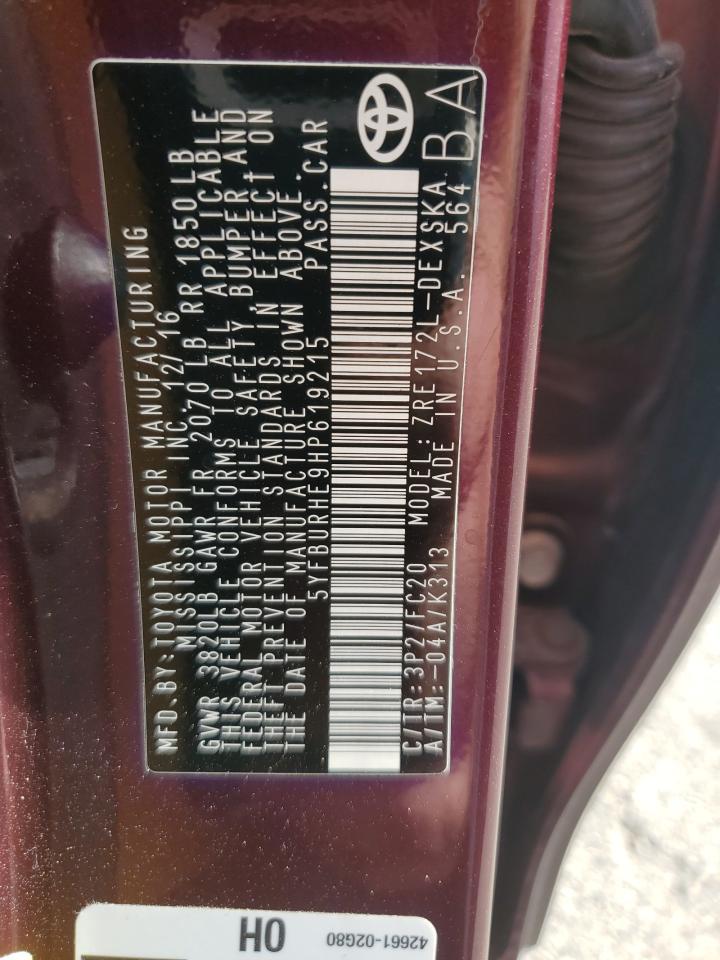 MFD.BY:TOYOTA MOTOR MANUFACTURING
MISSISSIPPI INC. 12/16
GVWR 3820LB GAWR FR 2070 LB RR 1850LB
THIS VEHICLE CONFORMS TO ALL APPLICABLE
FEDERAL MOTOR VEHICLE SAFETY, BUMPER AND
THEFT PREVENTION STANDARDS IN EFFECT ON
THE DATE OF MANUFACTURE SHOWN ABOVE.
5YFBURHE9HP619215 PASS.CAR
C/TR:3P2/FC20 MODEL:ZRE172L-DEXSKA
A/TM:-04A/K313 MADE IN U.S.A. 564
BA
0H
42661-02G80